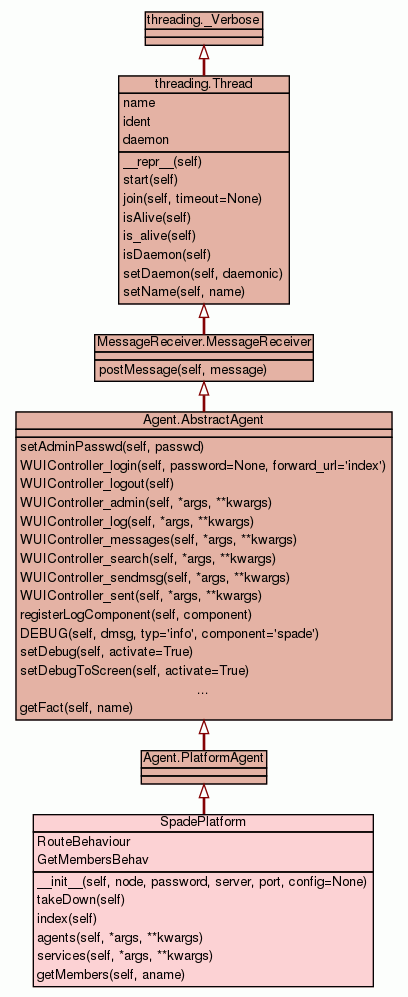 threading._Verbose
threading.Thread
name
ident
daemon
__repr__(self)
start(self)
join(self, timeout=None)
isAlive(self)
is_alive(self)
isDaemon(self)
setDaemon(self, daemonic)
setName(self, name)
MessageReceiver.MessageReceiver
postMessage(self, message)
Agent.AbstractAgent
setAdminPasswd(self, passwd)
WUIController_login(self, password=None, forward_url='index')
WUIController_logout(self)
WUIController_admin(self, *args, **kwargs)
WUIController_log(self, *args, **kwargs)
WUIController_messages(self, *args, **kwargs)
WUIController_search(self, *args, **kwargs)
WUIController_sendmsg(self, *args, **kwargs)
WUIController_sent(self, *args, **kwargs)
registerLogComponent(self, component)
DEBUG(self, dmsg, typ='info', component='spade')
setDebug(self, activate=True)
setDebugToScreen(self, activate=True)
...
getFact(self, name)
Agent.PlatformAgent
SpadePlatform
RouteBehaviour
GetMembersBehav
__init__(self, node, password, server, port, config=None)
takeDown(self)
index(self)
agents(self, *args, **kwargs)
services(self, *args, **kwargs)
getMembers(self, aname)